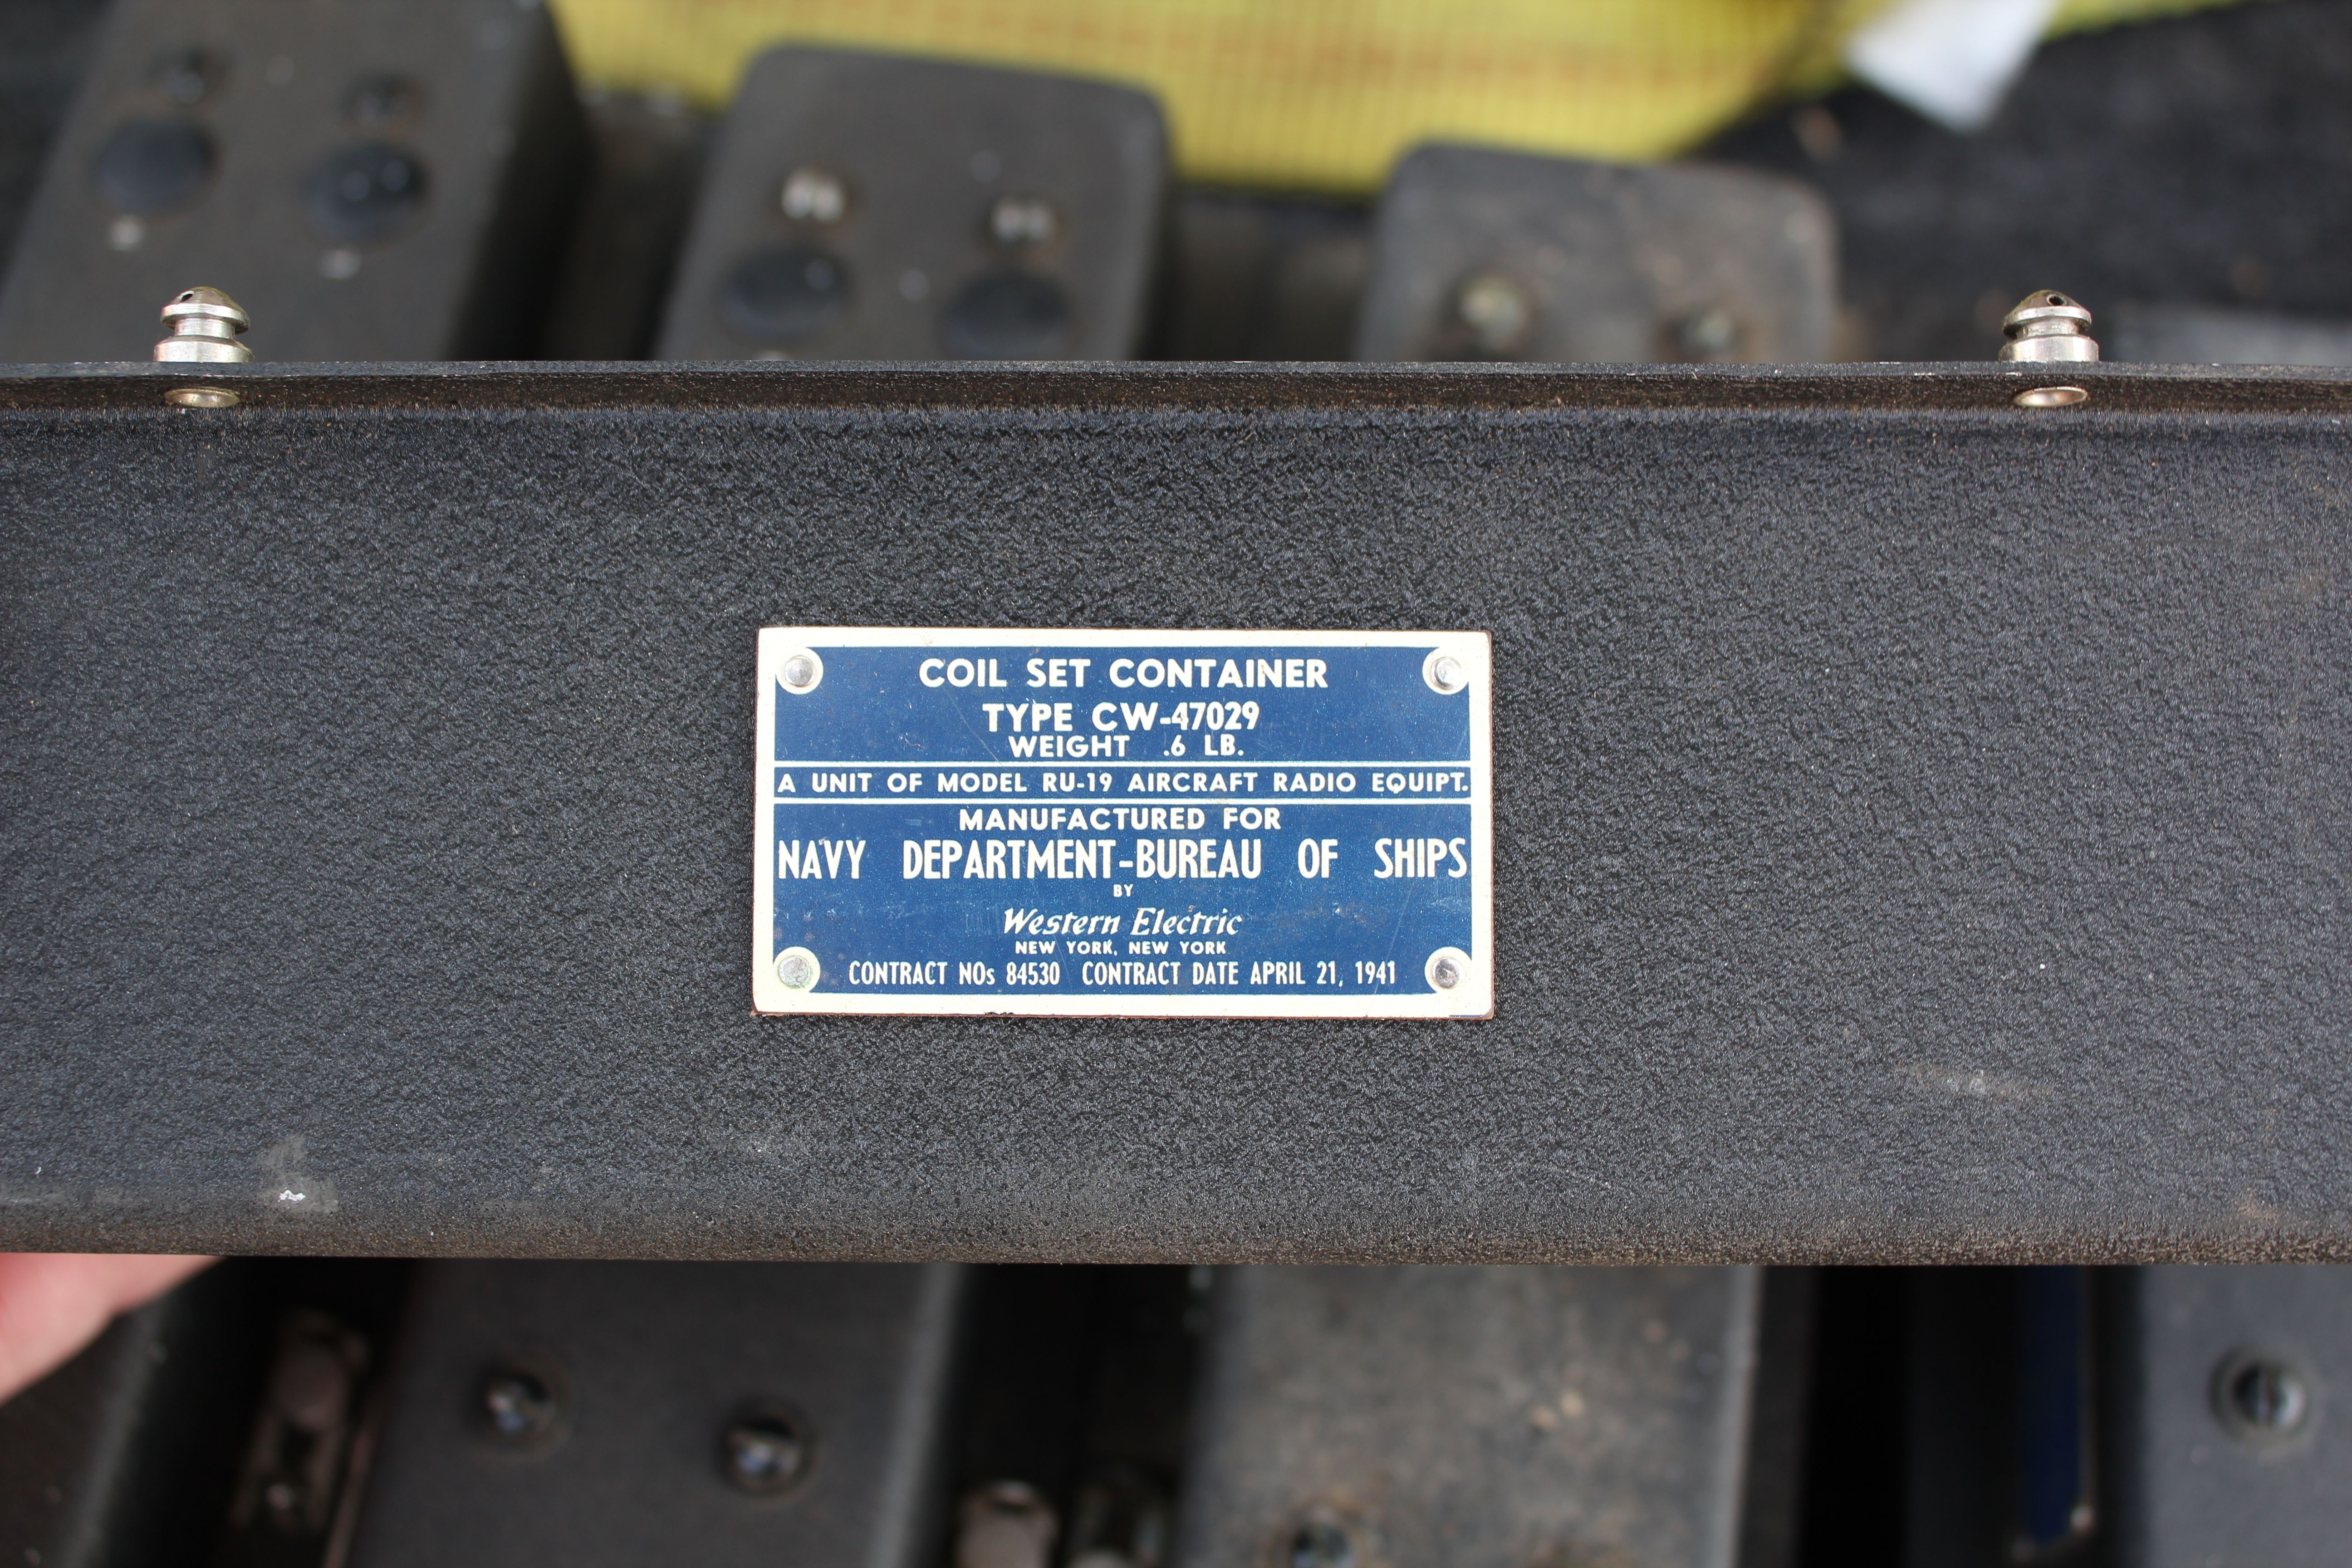 COIL SET CONTAINER
TYPE CW-47029
WEIGHT .6 LB.
A UNIT OF MODEL RU-19 AIRCRAFT RADIO EQUIPT.
MANUFACTURED FOR
NAVY DEPARTMENT-BUREAU OF SHIPS
BY
Western Electric
NEW YORK, NEW YORK
CONTRACT NOs 84530 CONTRACT DATE APRIL 21, 1941